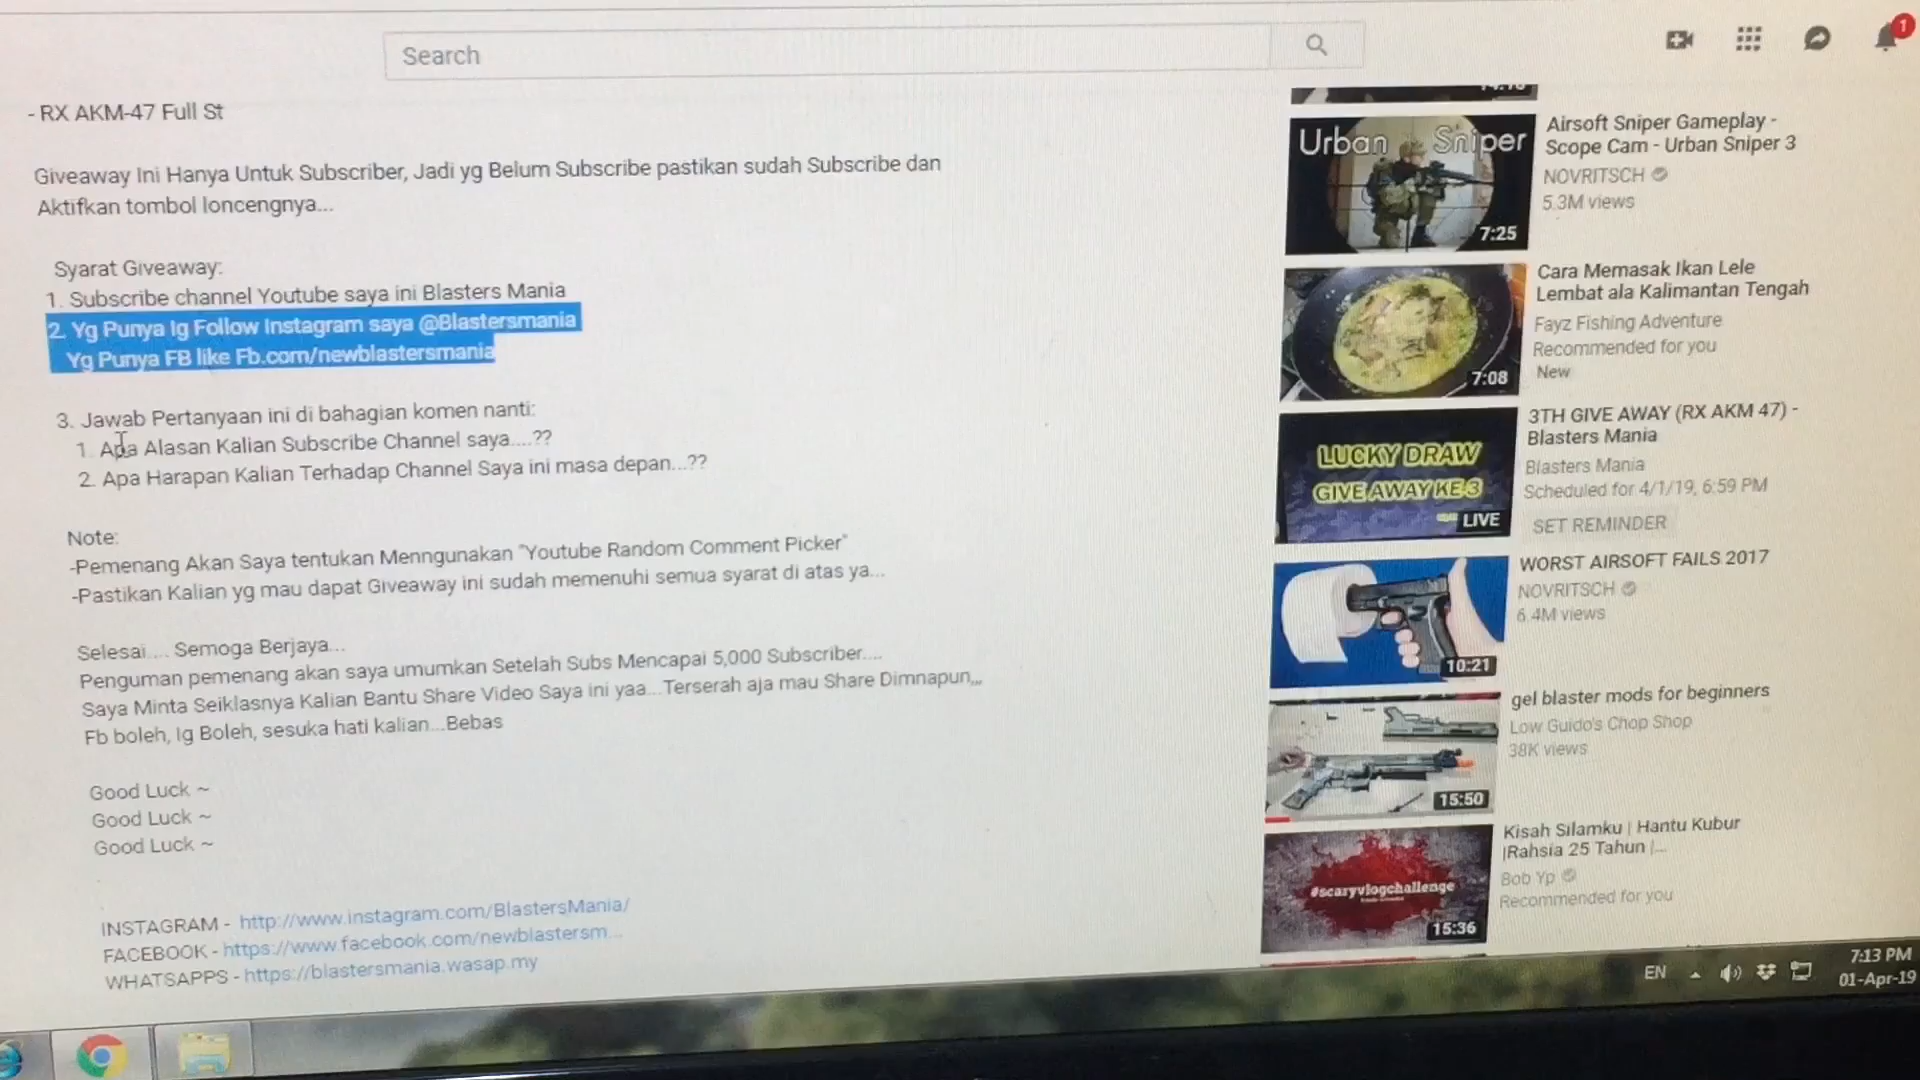 Search
1
- RX AKM-47 Full St
Giveaway Ini Hanya Untuk Subscriber, Jadi yg Belum Subscribe pastikan sudah Subscribe dan
Aktifkan tombol loncengnya...
Syarat Giveaway:
1. Subscribe channel Youtube saya ini Blasters Mania
2. Yg Punya Ig Follow Instagram saya @Blastersmania
Yg Punya FB like Fb.com/newblastersmania
3. Jawab Pertanyaan ini di bahagian komen nanti:
1. Apa Alasan Kalian Subscribe Channel saya....??
2. Apa Harapan Kalian Terhadap Channel Saya ini masa depan...??
Note:
-Pemenang Akan Saya tentukan Menngunakan "Youtube Random Comment Picker"
-Pastikan Kalian yg mau dapat Giveaway ini sudah memenuhi semua syarat di atas ya...
Selesai.... Semoga Berjaya...
Penguman pemenang akan saya umumkan Setelah Subs Mencapai 5,000 Subscriber....
Saya Minta Seiklasnya Kalian Bantu Share Video Saya ini yaa...Terserah aja mau Share Dimnapun,,,
Fb boleh, Ig Boleh, sesuka hati kalian...Bebas
Good Luck ~
Good Luck ~
Good Luck ~
INSTAGRAM - http://www.instagram.com/BlastersMania/
FACEBOOK - https://www.facebook.com/newblastersm...
WHATSAPPS - https://blastersmania.wasap.my
Urban Sniper
7:25
Airsoft Sniper Gameplay -
Scope Cam - Urban Sniper 3
NOVRITSCH
5.3M views
7:08
Cara Memasak Ikan Lele
Lembat ala Kalimantan Tengah
Fayz Fishing Adventure
Recommended for you
New
LUCKY DRAW
GIVE AWAY KE 3
LIVE
3TH GIVE AWAY (RX AKM 47) -
Blasters Mania
Blasters Mania
Scheduled for 4/1/19, 6:59 PM
SET REMINDER
10:21
WORST AIRSOFT FAILS 2017
NOVRITSCH
6.4M views
15:50
gel blaster mods for beginners
Low Guido's Chop Shop
38K views
#scaryvlogchallenge
15:36
Kisah Silamku | Hantu Kubur
|Rahsia 25 Tahun |...
Bob Yp
Recommended for you
EN
7:13 PM
01-Apr-19